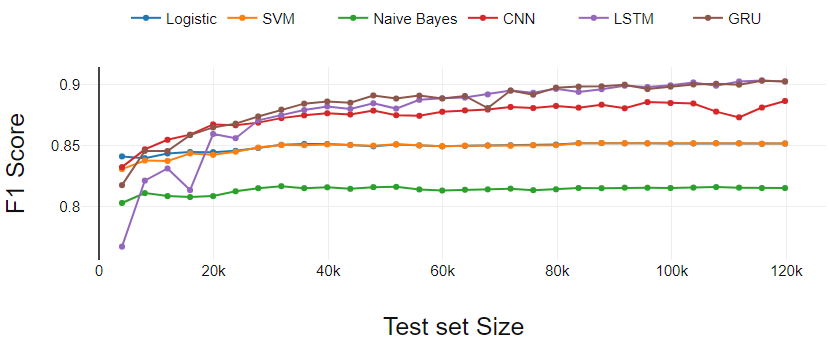 Logistic SVM Naive Bayes CNN LSTM GRU
0.9
0.85
0.8
F1 Score
0 20k 40k 60k 80k 100k 120k
Test set Size